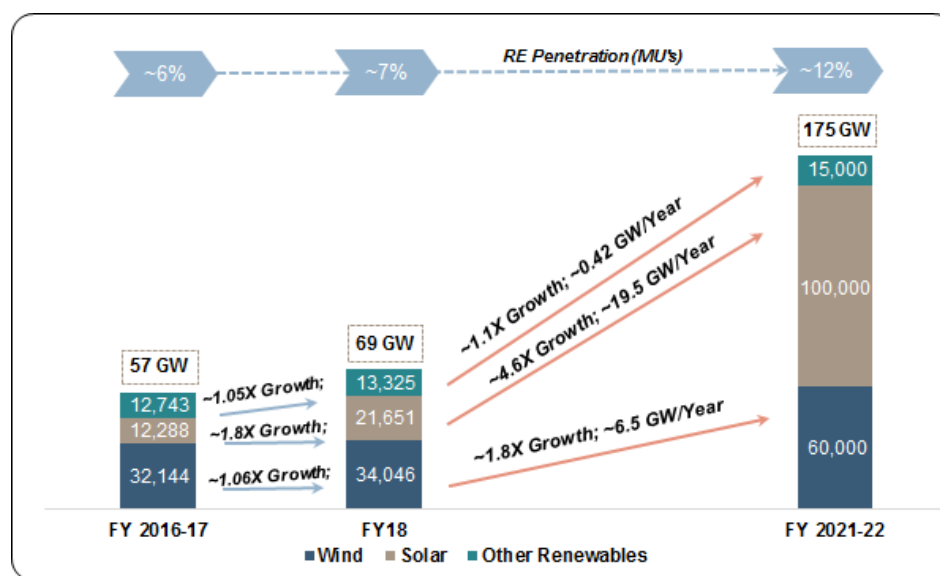 RE Penetration (MU's)
~6%
~7%
~12%
175 GW
15,000
100,000
60,000
~1.1X Growth; ~0.42 GW/Year
~4.6X Growth; ~19.5 GW/Year
~1.8X Growth; ~6.5 GW/Year
69 GW
13,325
21,651
34,046
57 GW
12,743
12,288
32,144
~1.05X Growth;
~1.8X Growth;
~1.06X Growth;
FY 2016-17
FY18
FY 2021-22
Wind
Solar
Other Renewables